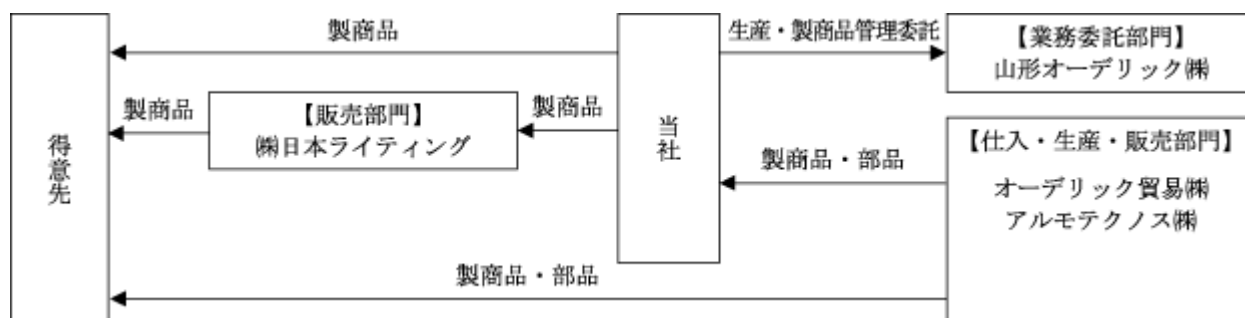 製商品
生産・製商品管理委託
【業務委託部門】
山形オーデリック㈱
製商品
【販売部門】
㈱日本ライティング
製商品
得意先
当社
製商品・部品
【仕入・生産・販売部門】
オーデリック貿易㈱
アルモテクノス㈱
製商品・部品